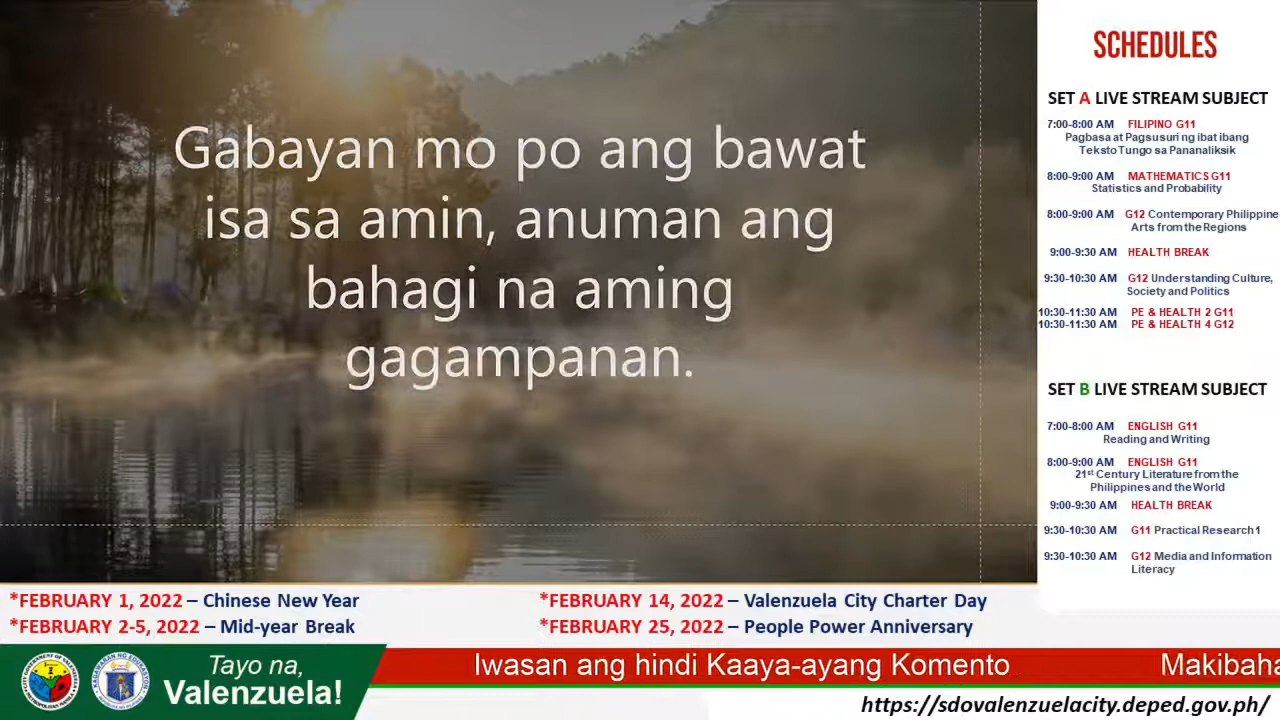 Gabayan mo po ang bawat
isa sa amin, anuman ang
bahagi na aming
gagampanan.
SCHEDULES
SET A LIVE STREAM SUBJECT
7:00-8:00 AM FILIPINO G11
Pagbasa at Pagsusuri ng ibat ibang
Teksto Tungo sa Pananaliksik
8:00-9:00 AM MATHEMATICS G11
Statistics and Probability
8:00-9:00 AM G12 Contemporary Philippine
Arts from the Regions
9:00-9:30 AM HEALTH BREAK
9:30-10:30 AM G12 Understanding Culture,
Society and Politics
10:30-11:30 AM PE & HEALTH 2 G11
10:30-11:30 AM PE & HEALTH 4 G12
SET B LIVE STREAM SUBJECT
7:00-8:00 AM ENGLISH G11
Reading and Writing
8:00-9:00 AM ENGLISH G11
21st Century Literature from the
Philippines and the World
9:00-9:30 AM HEALTH BREAK
9:30-10:30 AM G11 Practical Research 1
9:30-10:30 AM G12 Media and Information
Literacy
*FEBRUARY 1, 2022 – Chinese New Year
*FEBRUARY 2-5, 2022 – Mid-year Break
*FEBRUARY 14, 2022 – Valenzuela City Charter Day
*FEBRUARY 25, 2022 – People Power Anniversary
Tayo na,
Valenzuela!
Iwasan ang hindi Kaaya-ayang Komento
Makibaha
https://sdovalenzuelacity.deped.gov.ph/